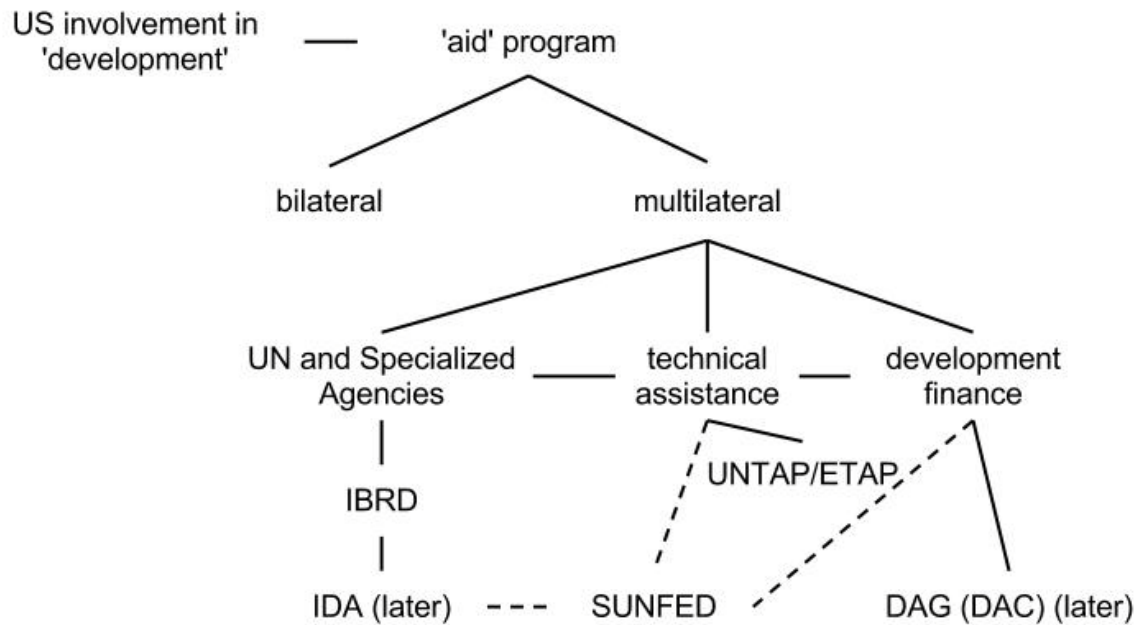 US involvement in
'development'
'aid' program
bilateral
multilateral
UN and Specialized
Agencies
technical
assistance
development
finance
UNTAP/ETAP
IBRD
IDA (later)
SUNFED
DAG (DAC) (later)